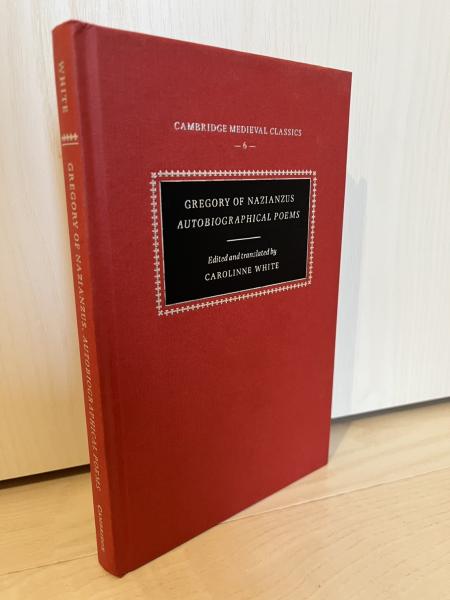 CAMBRIDGE MEDIEVAL CLASSICS
– 6 –
GREGORY OF NAZIANZUS
AUTOBIOGRAPHICAL POEMS
Edited and translated by
CAROLINNE WHITE
WHITE
GREGORY OF NAZIANZUS: AUTOBIOGRAPHICAL POEMS
CAMBRIDGE